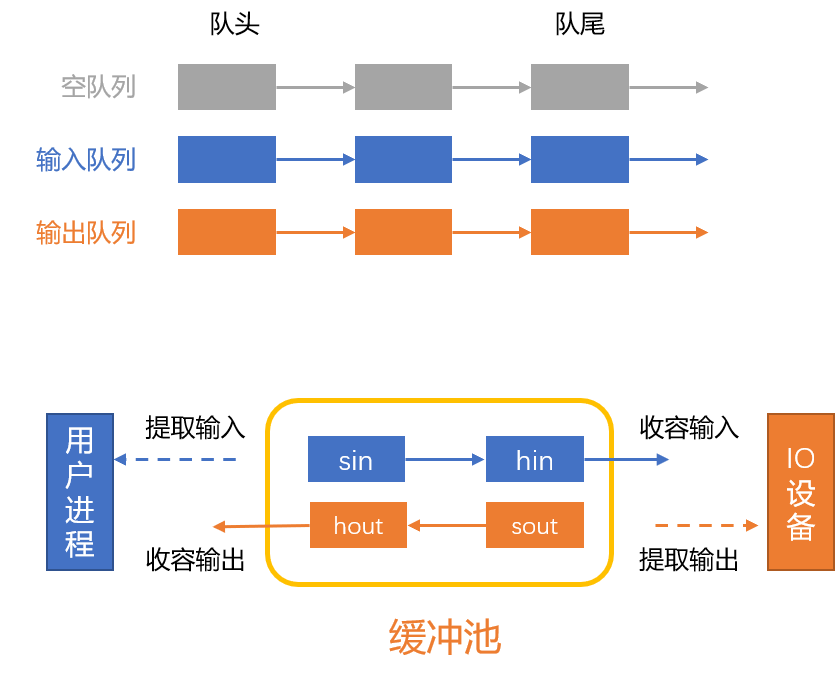 队头
队尾
空队列
输入队列
输出队列
用户进程
提取输入
收容输出
sin
hin
hout
sout
收容输入
提取输出
IO设备
缓冲池